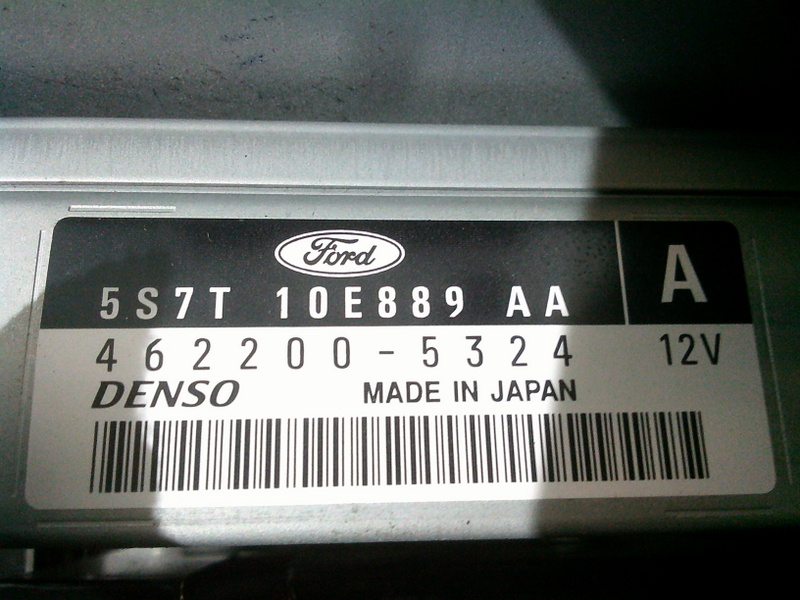 Ford
5S7T 10E889 AA
A
462200-5324
12V
DENSO
MADE IN JAPAN